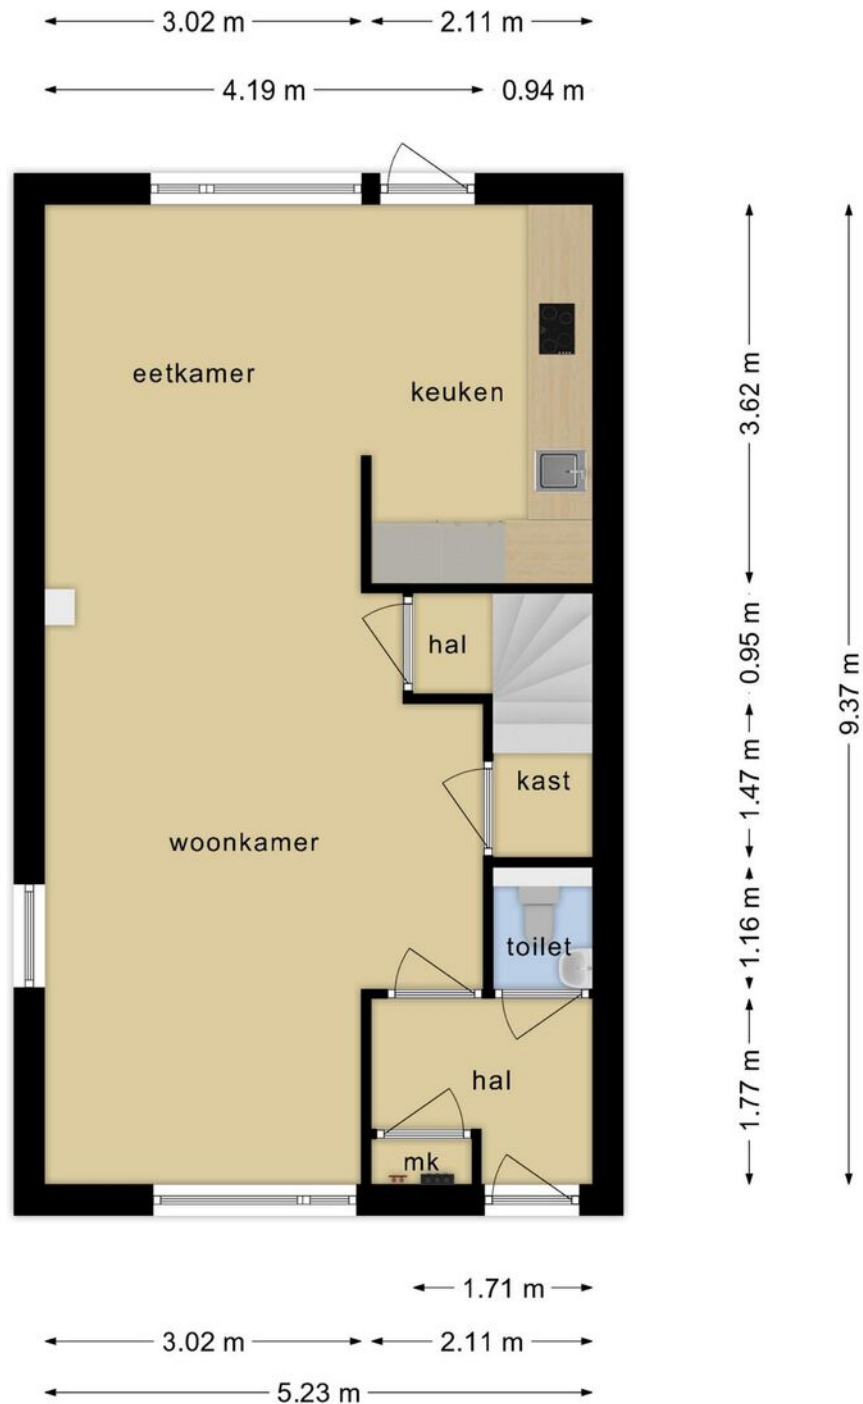 3.02 m 2.11 m
4.19 m 0.94 m
eetkamer
keuken
3.62 m
hal
0.95 m
9.37 m
kast
1.47 m
woonkamer
toilet
1.16 m
hal
1.77 m
mk
1.71 m
3.02 m 2.11 m
5.23 m